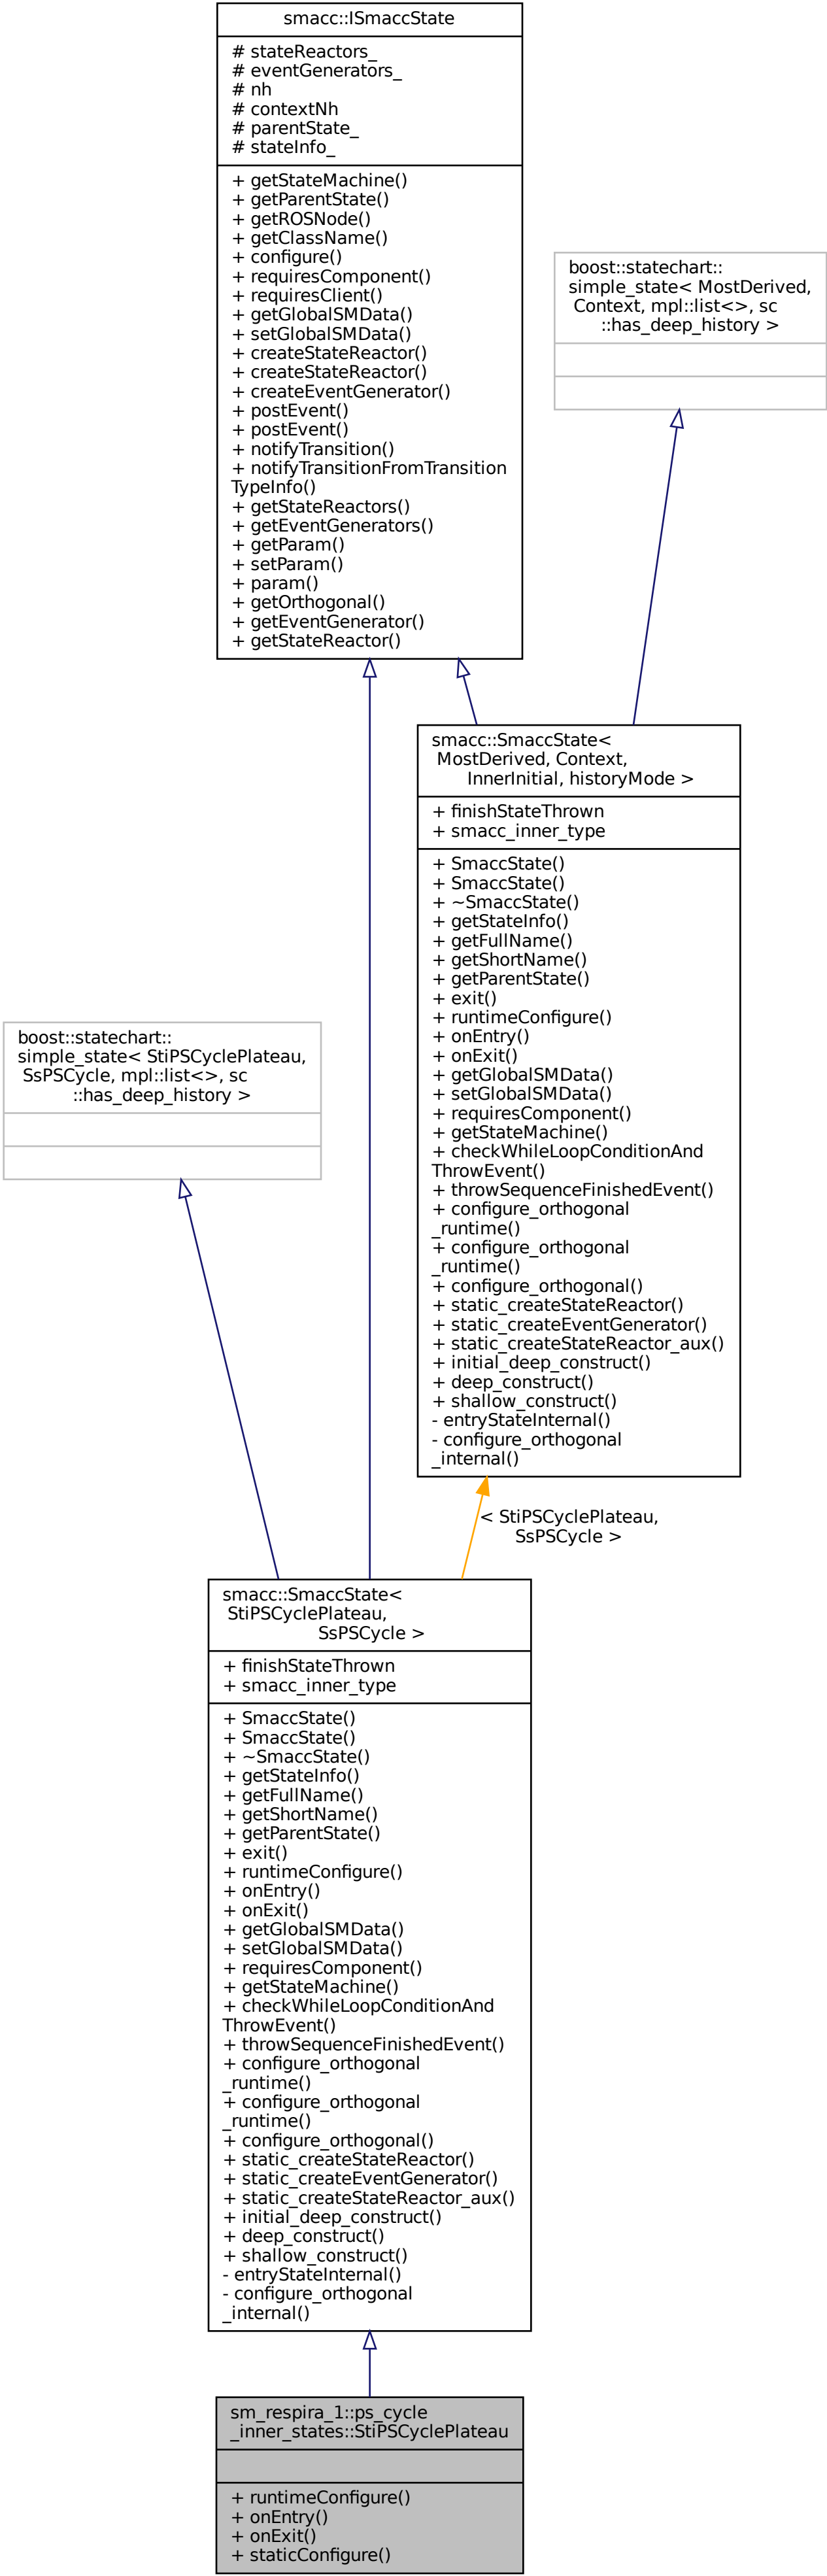 smacc::ISmaccState
# stateReactors_
# eventGenerators_
# nh
# contextNh
# parentState_
# stateInfo_
+ getStateMachine()
+ getParentState()
+ getROSNode()
+ getClassName()
+ configure()
+ requiresComponent()
+ requiresClient()
+ getGlobalSMData()
+ setGlobalSMData()
+ createStateReactor()
+ createStateReactor()
+ createEventGenerator()
+ postEvent()
+ postEvent()
+ notifyTransition()
+ notifyTransitionFromTransition
TypeInfo()
+ getStateReactors()
+ getEventGenerators()
+ getParam()
+ setParam()
+ param()
+ getOrthogonal()
+ getEventGenerator()
+ getStateReactor()
boost::statechart::
simple_state< MostDerived,
Context, mpl::list<>, sc
::has_deep_history >
smacc::SmaccState<
MostDerived, Context,
InnerInitial, historyMode >
+ finishStateThrown
+ smacc_inner_type
+ SmaccState()
+ SmaccState()
+ ~SmaccState()
+ getStateInfo()
+ getFullName()
+ getShortName()
+ getParentState()
+ exit()
+ runtimeConfigure()
+ onEntry()
+ onExit()
+ getGlobalSMData()
+ setGlobalSMData()
+ requiresComponent()
+ getStateMachine()
+ checkWhileLoopConditionAnd
ThrowEvent()
+ throwSequenceFinishedEvent()
+ configure_orthogonal
_runtime()
+ configure_orthogonal
_runtime()
+ configure_orthogonal()
+ static_createStateReactor()
+ static_createEventGenerator()
+ static_createStateReactor_aux()
+ initial_deep_construct()
+ deep_construct()
+ shallow_construct()
- entryStateInternal()
- configure_orthogonal
_internal()
boost::statechart::
simple_state< StiPSCyclePlateau,
SsPSCycle, mpl::list<>, sc
::has_deep_history >
< StiPSCyclePlateau,
SsPSCycle >
smacc::SmaccState<
StiPSCyclePlateau,
SsPSCycle >
+ finishStateThrown
+ smacc_inner_type
+ SmaccState()
+ SmaccState()
+ ~SmaccState()
+ getStateInfo()
+ getFullName()
+ getShortName()
+ getParentState()
+ exit()
+ runtimeConfigure()
+ onEntry()
+ onExit()
+ getGlobalSMData()
+ setGlobalSMData()
+ requiresComponent()
+ getStateMachine()
+ checkWhileLoopConditionAnd
ThrowEvent()
+ throwSequenceFinishedEvent()
+ configure_orthogonal
_runtime()
+ configure_orthogonal
_runtime()
+ configure_orthogonal()
+ static_createStateReactor()
+ static_createEventGenerator()
+ static_createStateReactor_aux()
+ initial_deep_construct()
+ deep_construct()
+ shallow_construct()
- entryStateInternal()
- configure_orthogonal
_internal()
sm_respira_1::ps_cycle
_inner_states::StiPSCyclePlateau
+ runtimeConfigure()
+ onEntry()
+ onExit()
+ staticConfigure()